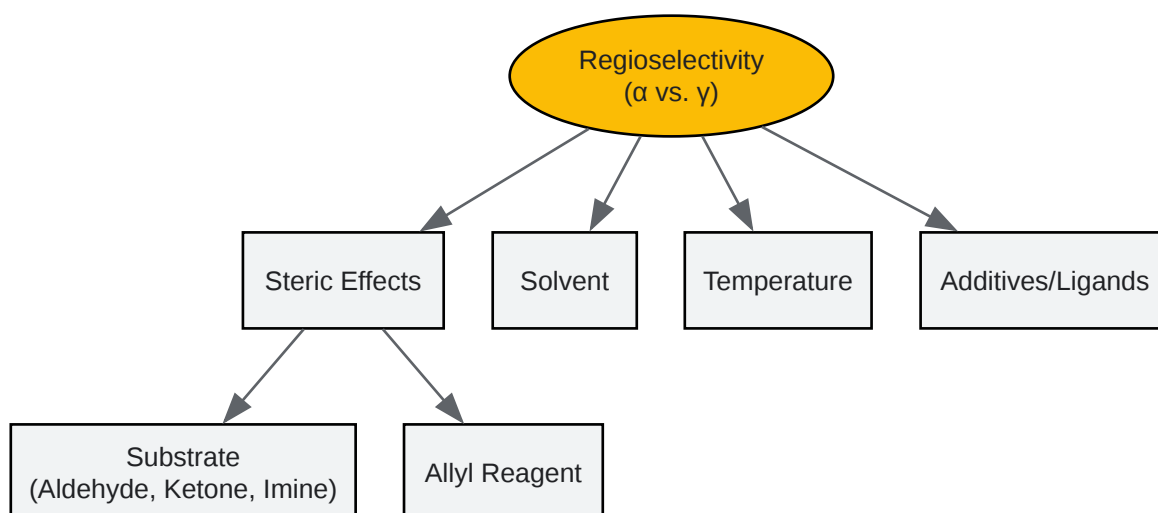 Regioselectivity
(α vs. γ)
Steric Effects
Solvent
Temperature
Additives/Ligands
Substrate
(Aldehyde, Ketone, Imine)
Allyl Reagent